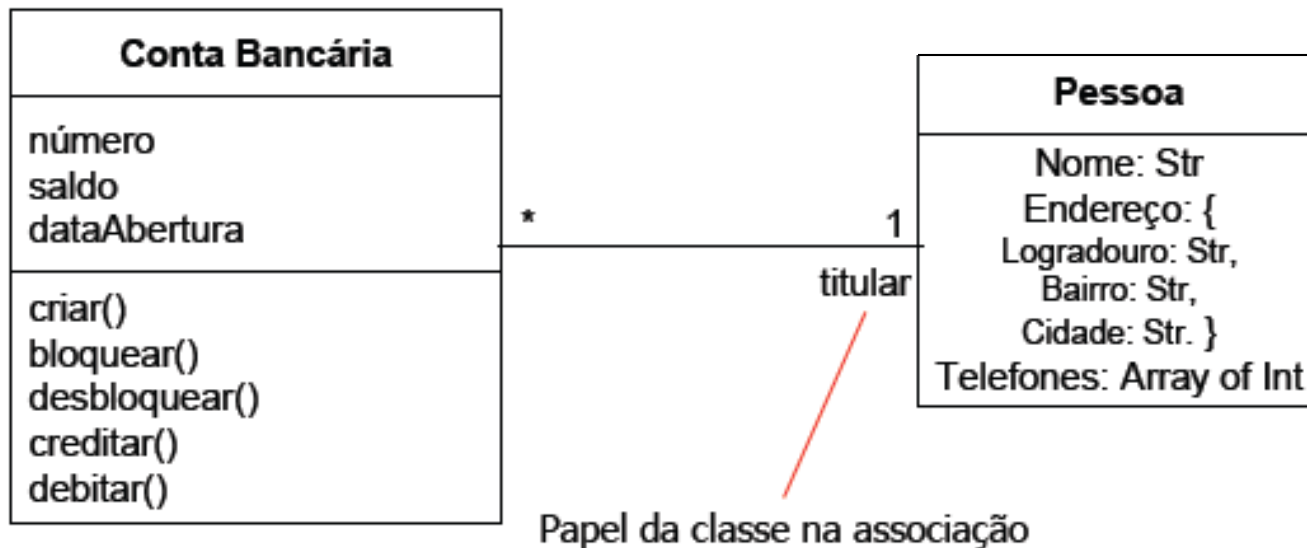 Conta Bancária
número
saldo
dataAbertura
criar()
bloquear()
desbloquear()
creditar()
debitar()
*
1
titular
Papel da classe na associação
Pessoa
Nome: Str
Endereço: {
Logradouro: Str,
Bairro: Str,
Cidade: Str. }
Telefones: Array of Int